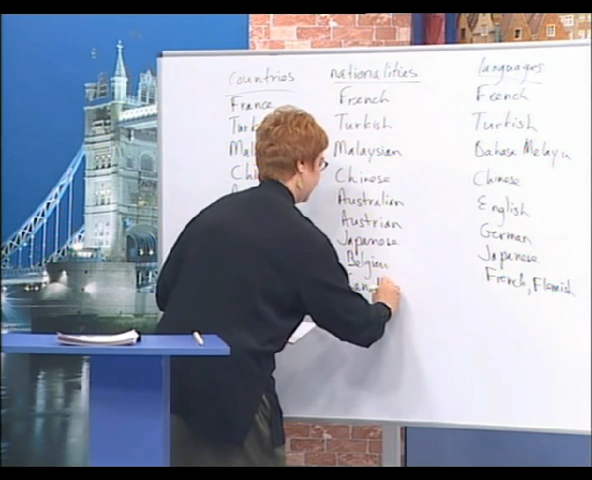 Countries nationalities languages
France French French
Turkish Turkish
Malaysian Bahasa Melayu
Chinese Chinese
Australian English
Austrian German
Japanese Japanese
Belgian French, Flemish